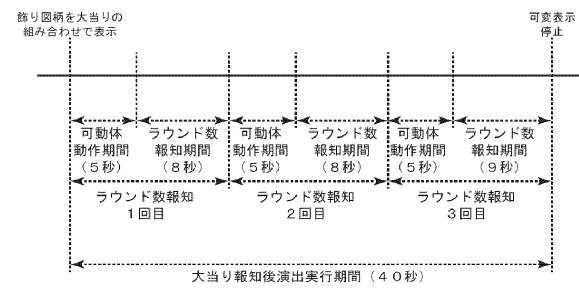 飾り図柄を大当りの
組み合わせで表示
可変表示
停止
可動体
動作期間
（５秒）
ラウンド数
報知期間
（８秒）
可動体
動作期間
（５秒）
ラウンド数
報知期間
（８秒）
可動体
動作期間
（５秒）
ラウンド数
報知期間
（９秒）
ラウンド数報知
１回目
ラウンド数報知
２回目
ラウンド数報知
３回目
大当り報知後演出実行期間（４０秒）